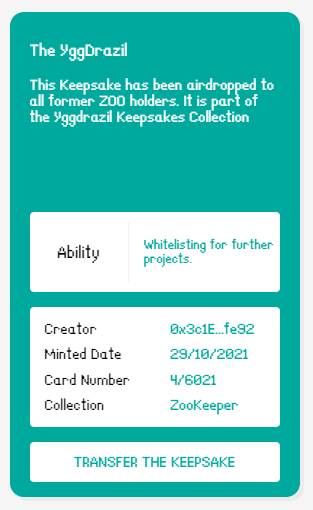 The YggDrazil
This Keepsake has been airdropped to
all former ZOO holders. It is part of
the Yggdrazil Keepsakes Collection
Ability
Whitelisting for further
projects.
Creator 0x3c1E...fe92
Minted Date 29/10/2021
Card Number 4/6021
Collection ZooKeeper
TRANSFER THE KEEPSAKE